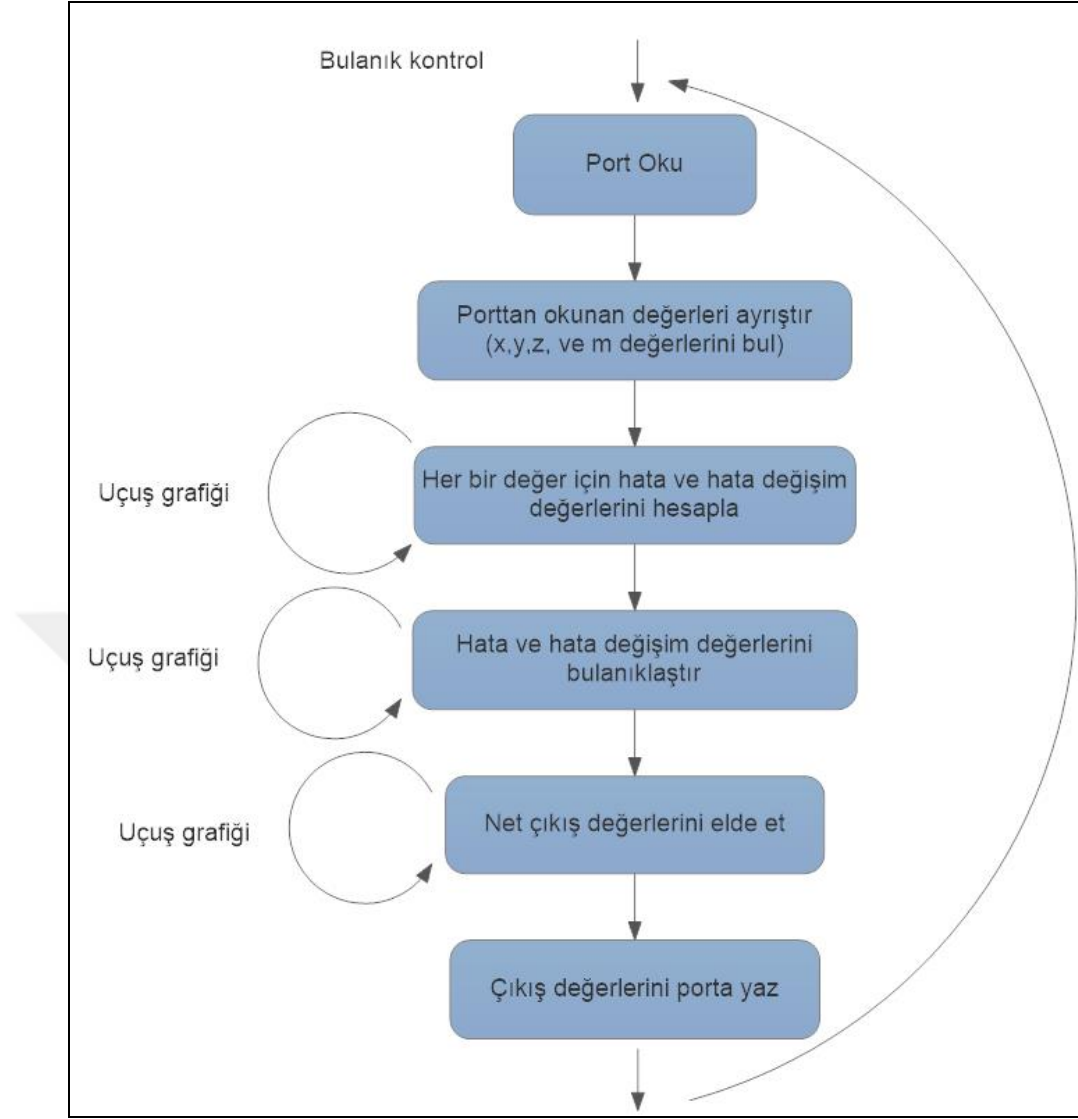 Bulanık kontrol
Port Oku
Porttan okunan değerleri ayrıştır
(x,y,z, ve m değerlerini bul)
Uçuş grafiği
Her bir değer için hata ve hata değişim
değerlerini hesapla
Uçuş grafiği
Hata ve hata değişim değerlerini
bulanıklaştır
Uçuş grafiği
Net çıkış değerlerini elde et
Çıkış değerlerini porta yaz